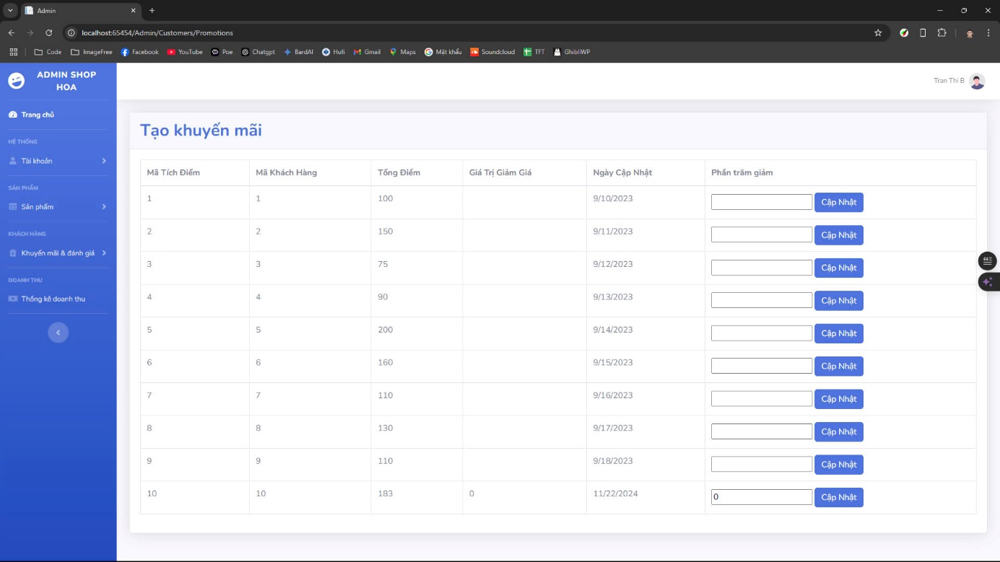 Admin
localhost:65454/Admin/Customers/Promotions
Code ImageFree Facebook YouTube Poe Chatgpt BardAI Hufi Gmail Maps Mật khẩu Soundcloud TFT GhibliWP
ADMIN SHOP
HOA
Tran Thi B
Trang chủ
HỆ THỐNG
Tài khoản
SẢN PHẨM
Sản phẩm
KHÁCH HÀNG
Khuyến mãi & đánh giá
DOANH THU
Thống kê doanh thu
Tạo khuyến mãi
Mã Tích Điểm Mã Khách Hàng Tổng Điểm Giá Trị Giảm Giá Ngày Cập Nhật Phần trăm giảm
1 1 100 9/10/2023 Cập Nhật
2 2 150 9/11/2023 Cập Nhật
3 3 75 9/12/2023 Cập Nhật
4 4 90 9/13/2023 Cập Nhật
5 5 200 9/14/2023 Cập Nhật
6 6 160 9/15/2023 Cập Nhật
7 7 110 9/16/2023 Cập Nhật
8 8 130 9/17/2023 Cập Nhật
9 9 110 9/18/2023 Cập Nhật
10 10 183 0 11/22/2024 0 Cập Nhật